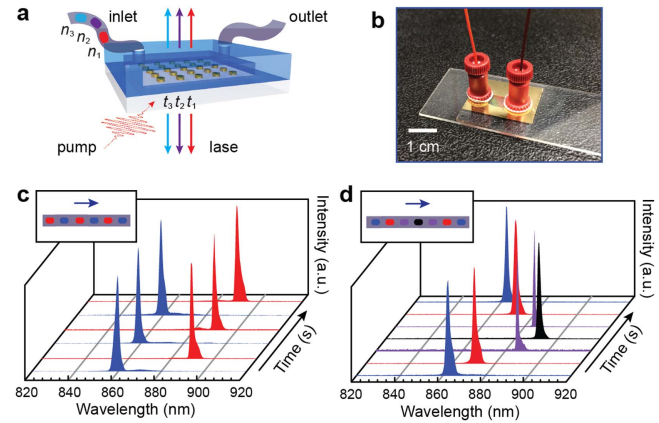 a
inlet
outlet
n3
n2
n1
t3 t2 t1
pump
lase
b
1 cm
c
Intensity (a.u.)
Time (s)
820 840 860 880 900 920
Wavelength (nm)
d
Intensity (a.u.)
Time (s)
820 840 860 880 900 920
Wavelength (nm)